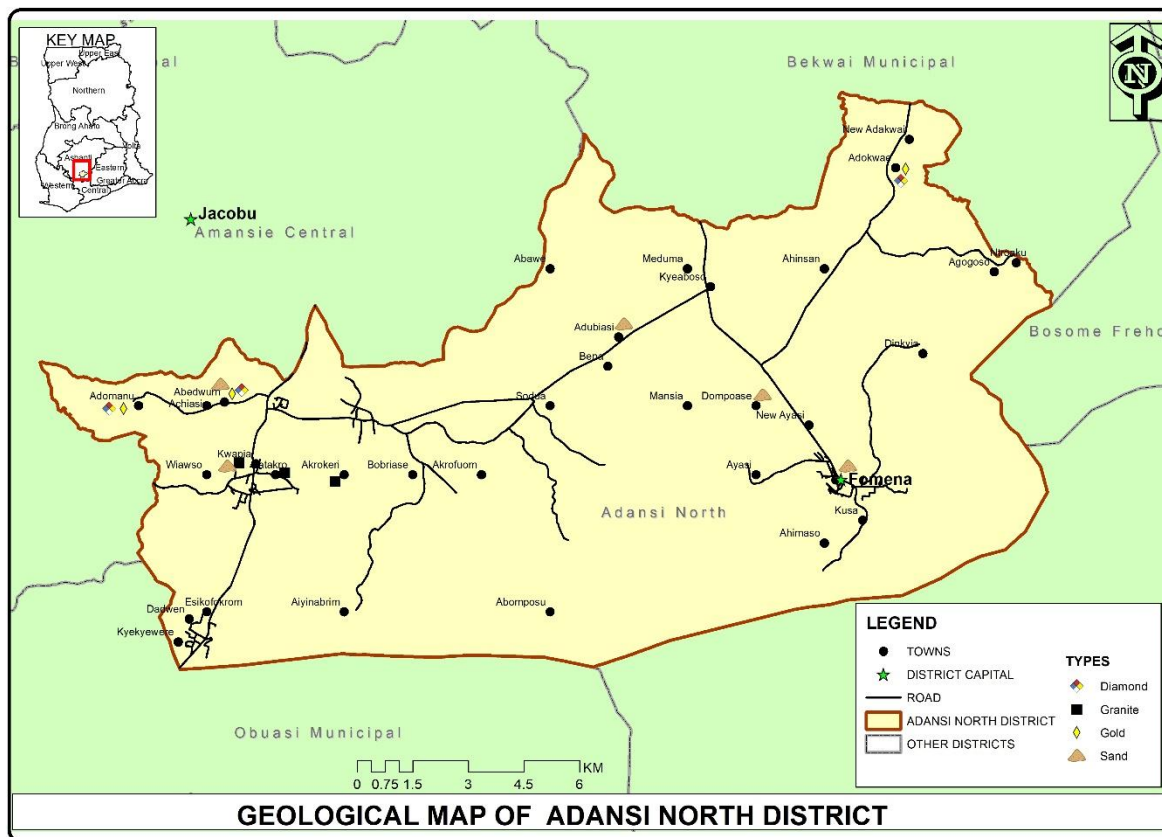 KEY MAP
Upper East
Upper West
Northern
Brong Ahafo
Volta
Ashanti
Eastern
Greater Accra
Western
Central
Bekwai Municipal
N
Jacobu
Amansie Central
New Adakwai
Adokwae
Abawe
Meduma
Kyeaboso
Ahinsan
Agogoso
Adubiasi
Bena
Dinkyia
Bosome Freho
Adomanu
Abedwum
Achiasi
Sodua
Mansia
Dompoase
New Ayasi
Wiawso
Kwapia
Akrokeri
Bobriase
Akrofuom
Ayasi
Fomena
Adansi North
Kusa
Ahimaso
Dadwen
Esikofokrom
Aiyinabrim
Abomposu
Kyekyewere
Obuasi Municipal
KM
0 0.75 1.5 3 4.5 6
LEGEND
TOWNS
DISTRICT CAPITAL
ROAD
ADANSI NORTH DISTRICT
OTHER DISTRICTS
TYPES
Diamond
Granite
Gold
Sand
GEOLOGICAL MAP OF ADANSI NORTH DISTRICT